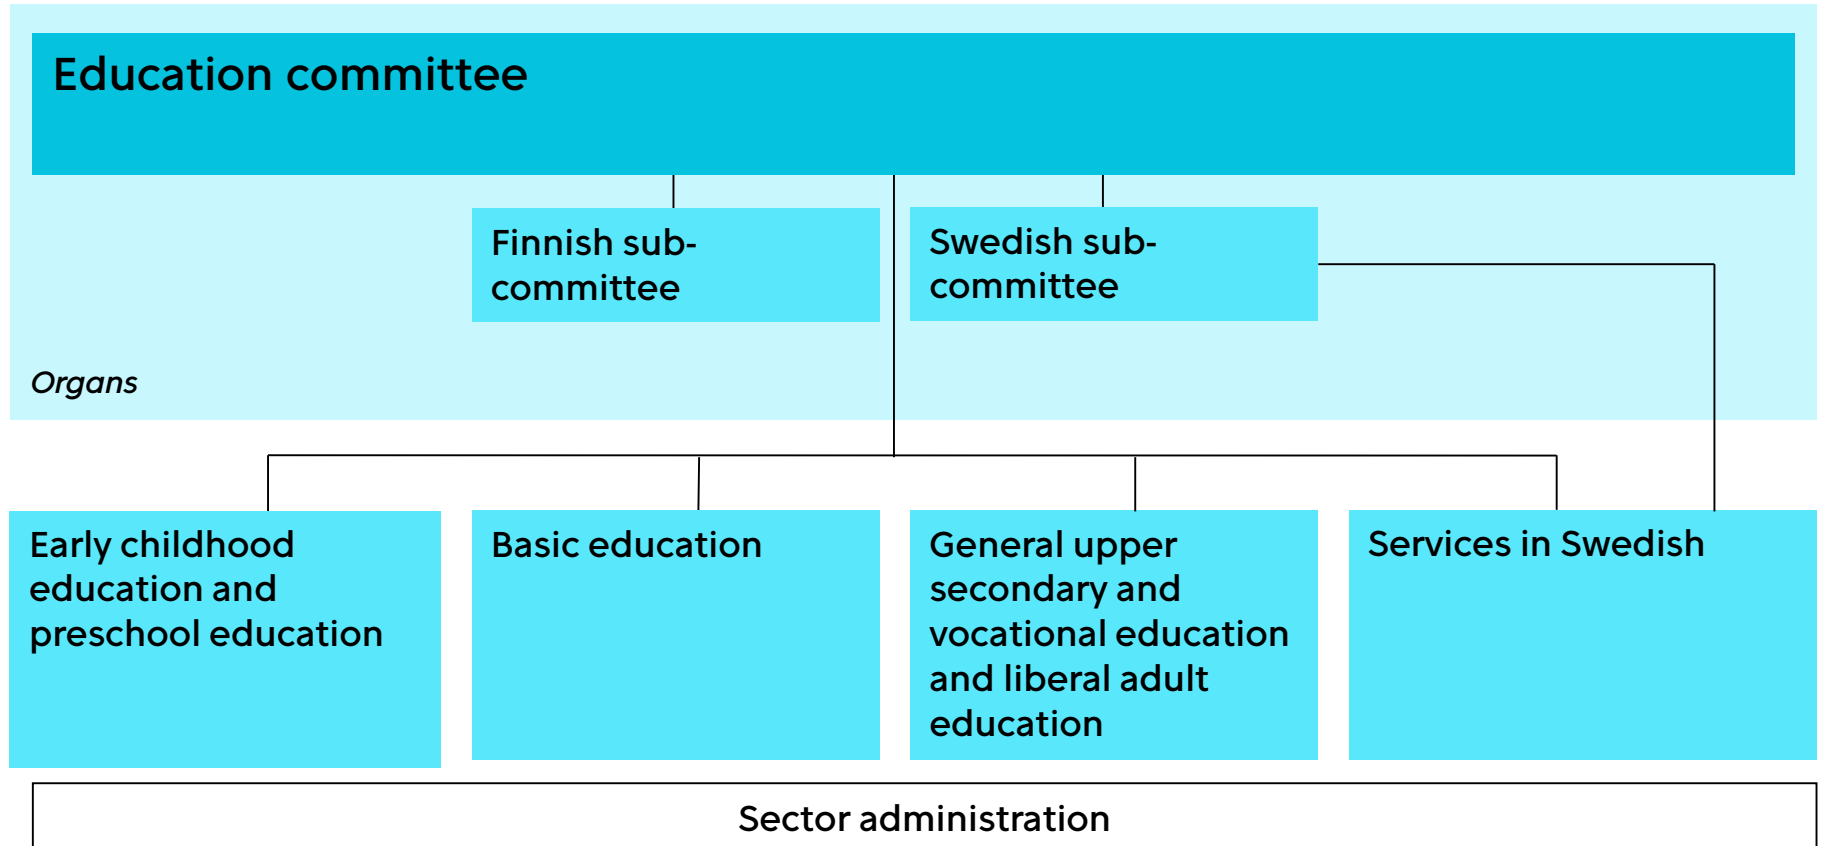 Education committee
Finnish sub-
committee
Swedish sub-
committee
Organs
Early childhood
education and
preschool education
Basic education
General upper
secondary and
vocational education
and liberal adult
education
Services in Swedish
Sector administration